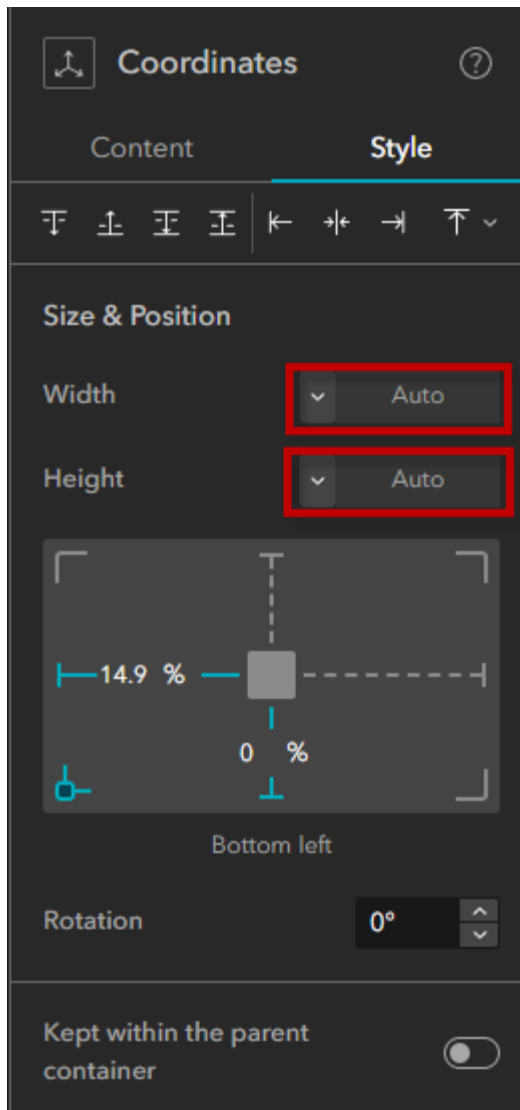 Coordinates
?
Content Style
Size & Position
Width Auto
Height Auto
14.9 %
0 %
Bottom left
Rotation 0°
Kept within the parent
container